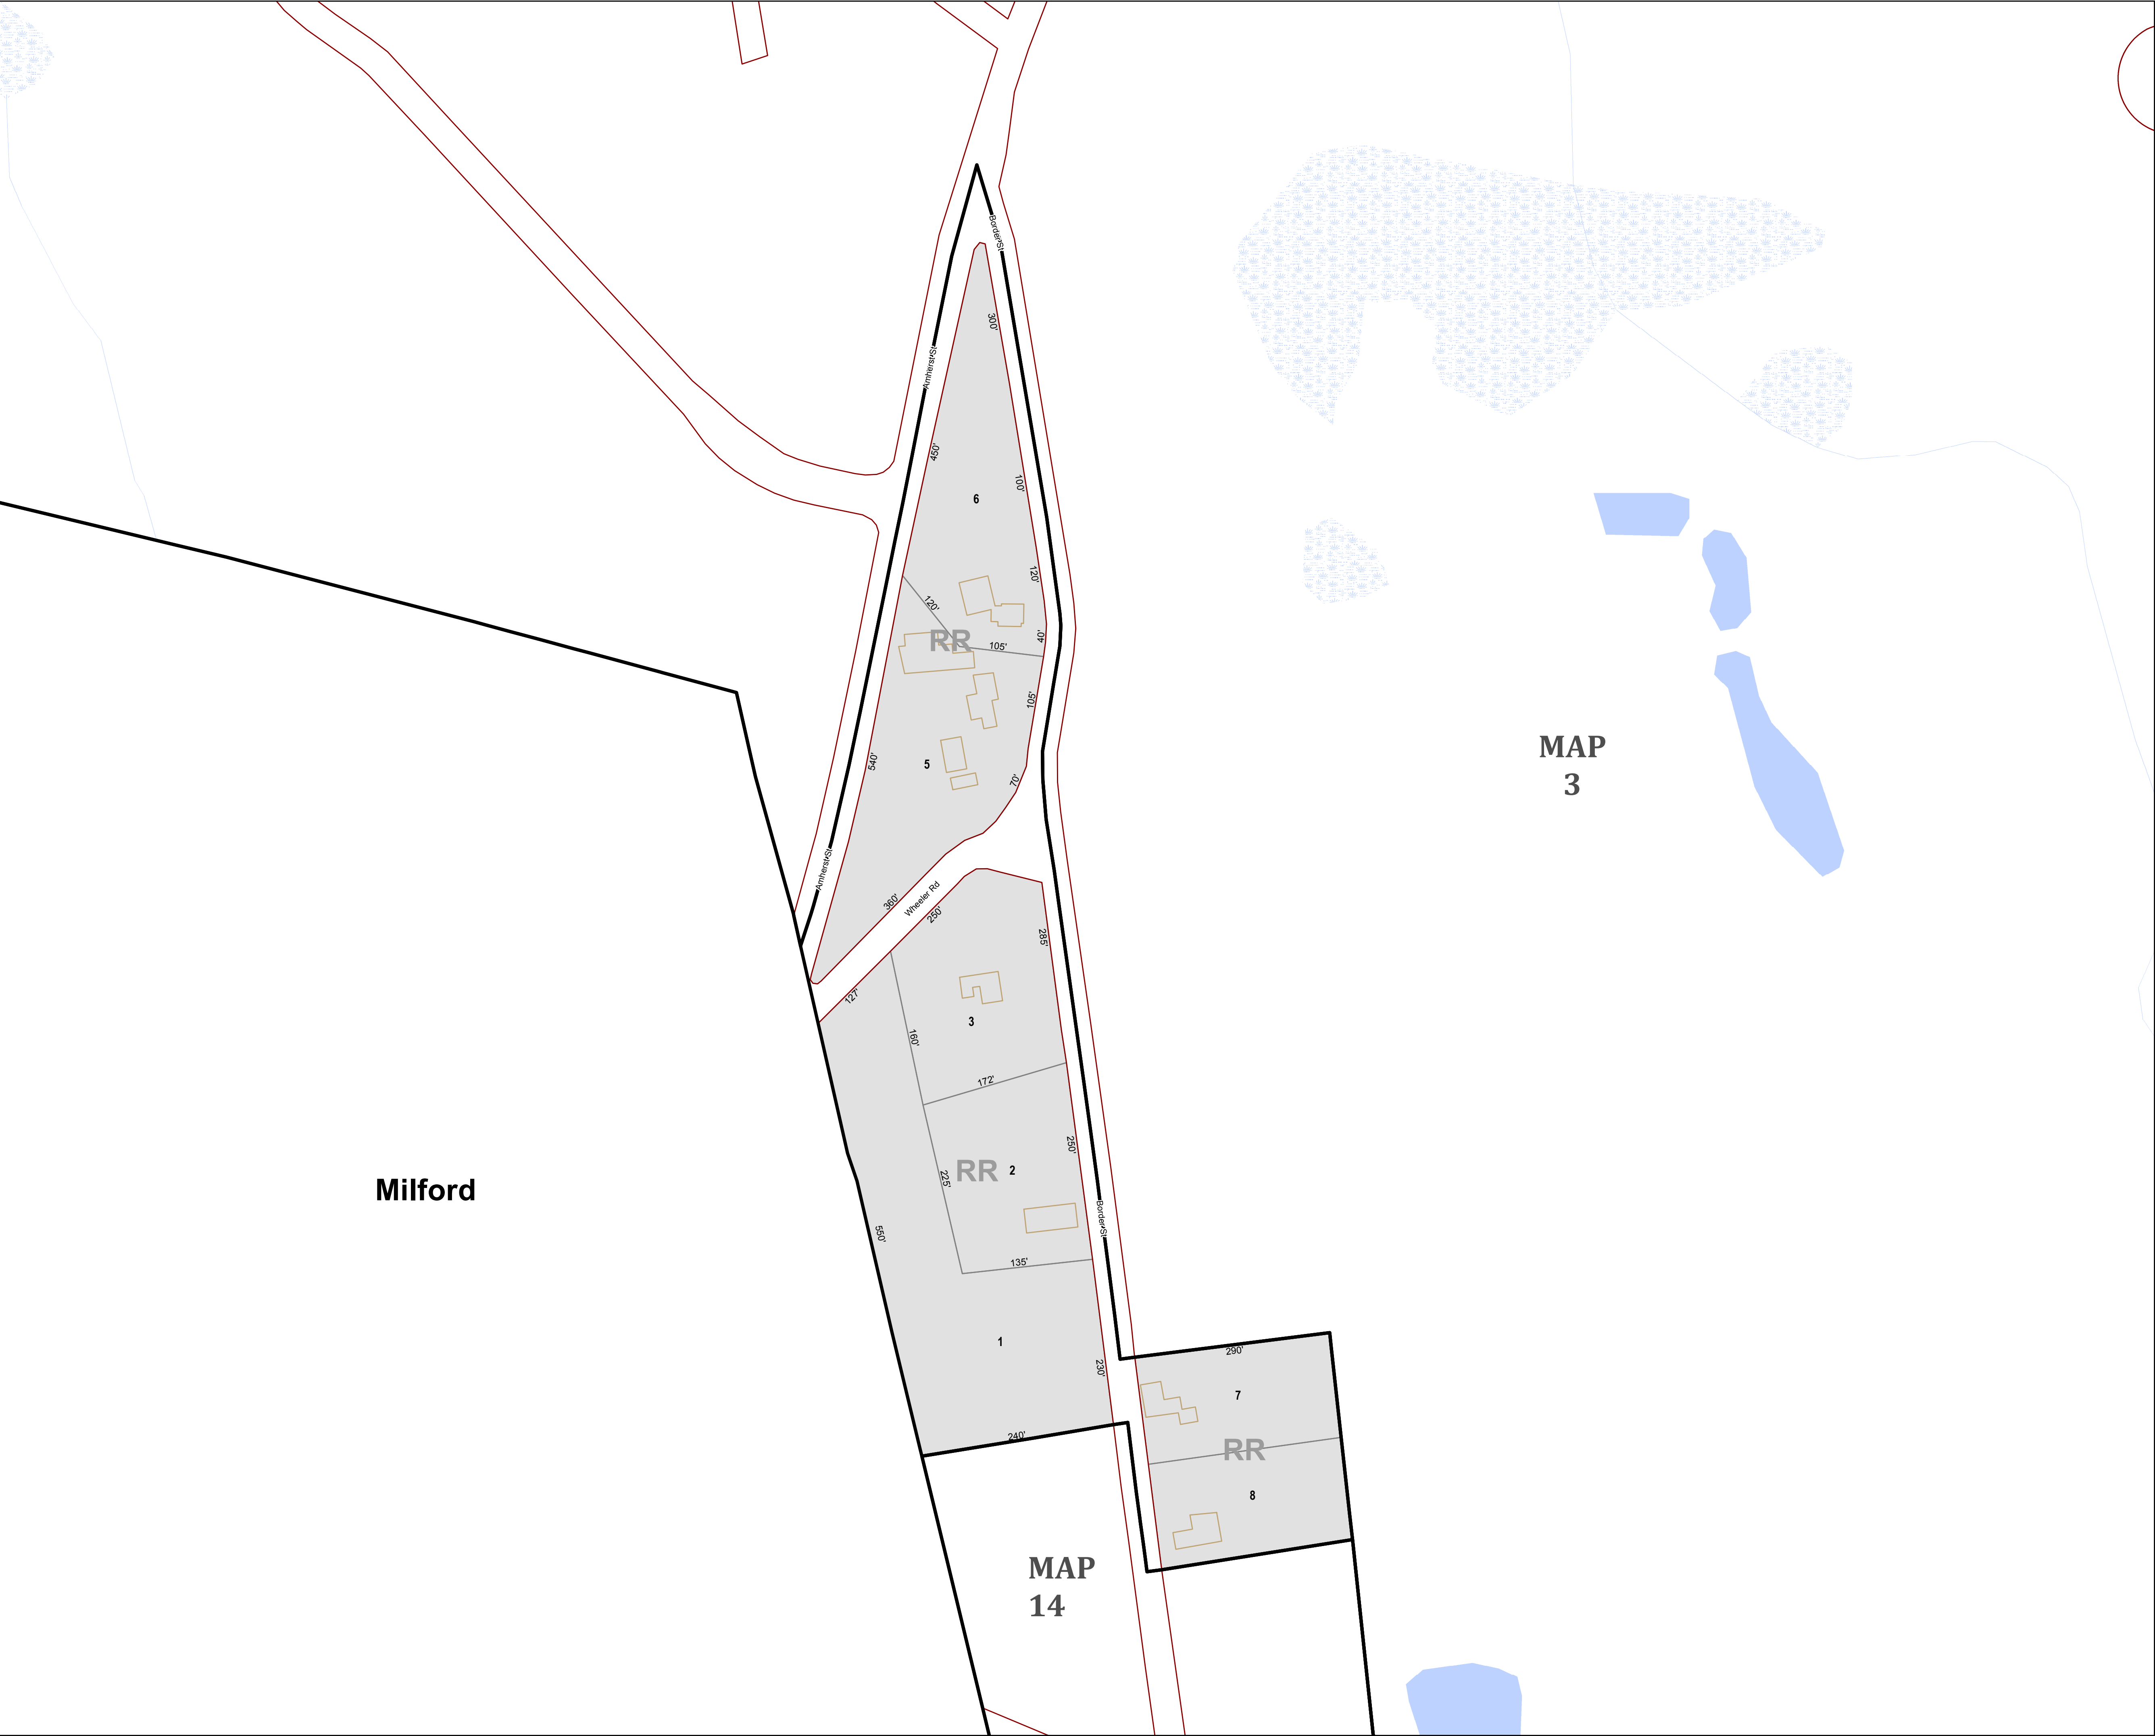 Border St
300'
Amherst St
450'
100'
6
120'
120'
RR
40'
105'
105'
MAP
3
540'
5
70'
Amherst St
360'
Wheeler Rd
250'
285'
127'
3
160'
172'
250'
RR
2
225'
Milford
Border St
550'
135'
1
290'
230'
7
240'
RR
8
MAP
14